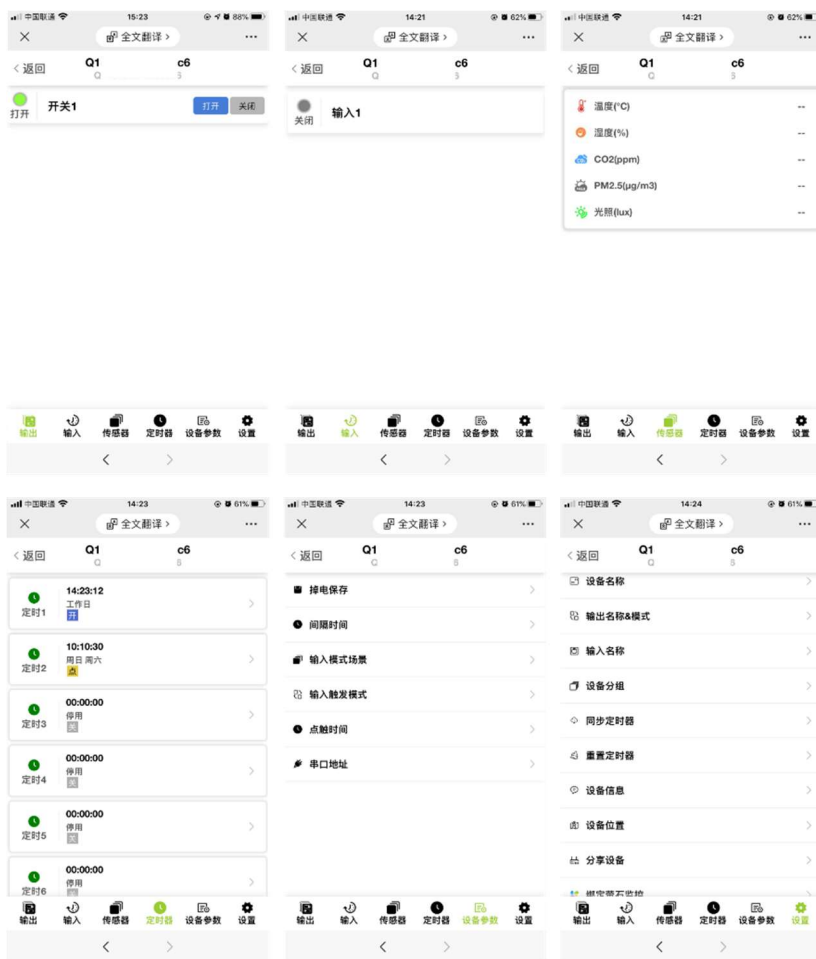 中国联通 15:23 88%
全文翻译
返回 Q1 c6
Q S
打开 开关1 打开 关闭
输出 输入 传感器 定时器 设备参数 设置
中国联通 14:21 62%
全文翻译
返回 Q1 c6
Q S
关闭 输入1
输出 输入 传感器 定时器 设备参数 设置
中国联通 14:21 62%
全文翻译
返回 Q1 c6
Q S
温度(°C) --
湿度(%) --
CO2(ppm) --
PM2.5(μg/m3) --
光照(lux) --
输出 输入 传感器 定时器 设备参数 设置
中国联通 14:23 61%
全文翻译
返回 Q1 c6
Q S
14:23:12
定时1 工作日
开
10:10:30
定时2 周日 周六
点
00:00:00
定时3 停用
关
00:00:00
定时4 停用
关
00:00:00
定时5 停用
关
00:00:00
定时6 停用
输出 输入 传感器 定时器 设备参数 设置
中国联通 14:23 61%
全文翻译
返回 Q1 c6
Q S
掉电保存
间隔时间
输入模式场景
输入触发模式
点触时间
串口地址
输出 输入 传感器 定时器 设备参数 设置
中国联通 14:24 61%
全文翻译
返回 Q1 c6
Q S
设备名称
输出名称&模式
输入名称
设备分组
同步定时器
重置定时器
设备信息
设备位置
分享设备
绑定萤石监控
输出 输入 传感器 定时器 设备参数 设置